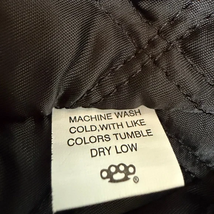 MACHINE WASH
COLD,WITH LIKE
COLORS TUMBLE
DRY LOW
®